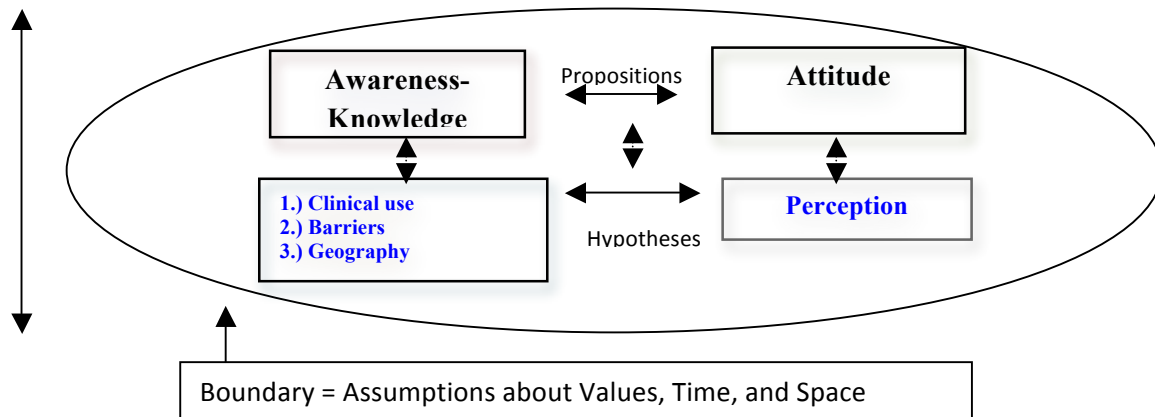 Awareness-
Knowledge
Propositions
Attitude
1.) Clinical use
2.) Barriers
3.) Geography
Hypotheses
Perception
Boundary = Assumptions about Values, Time, and Space